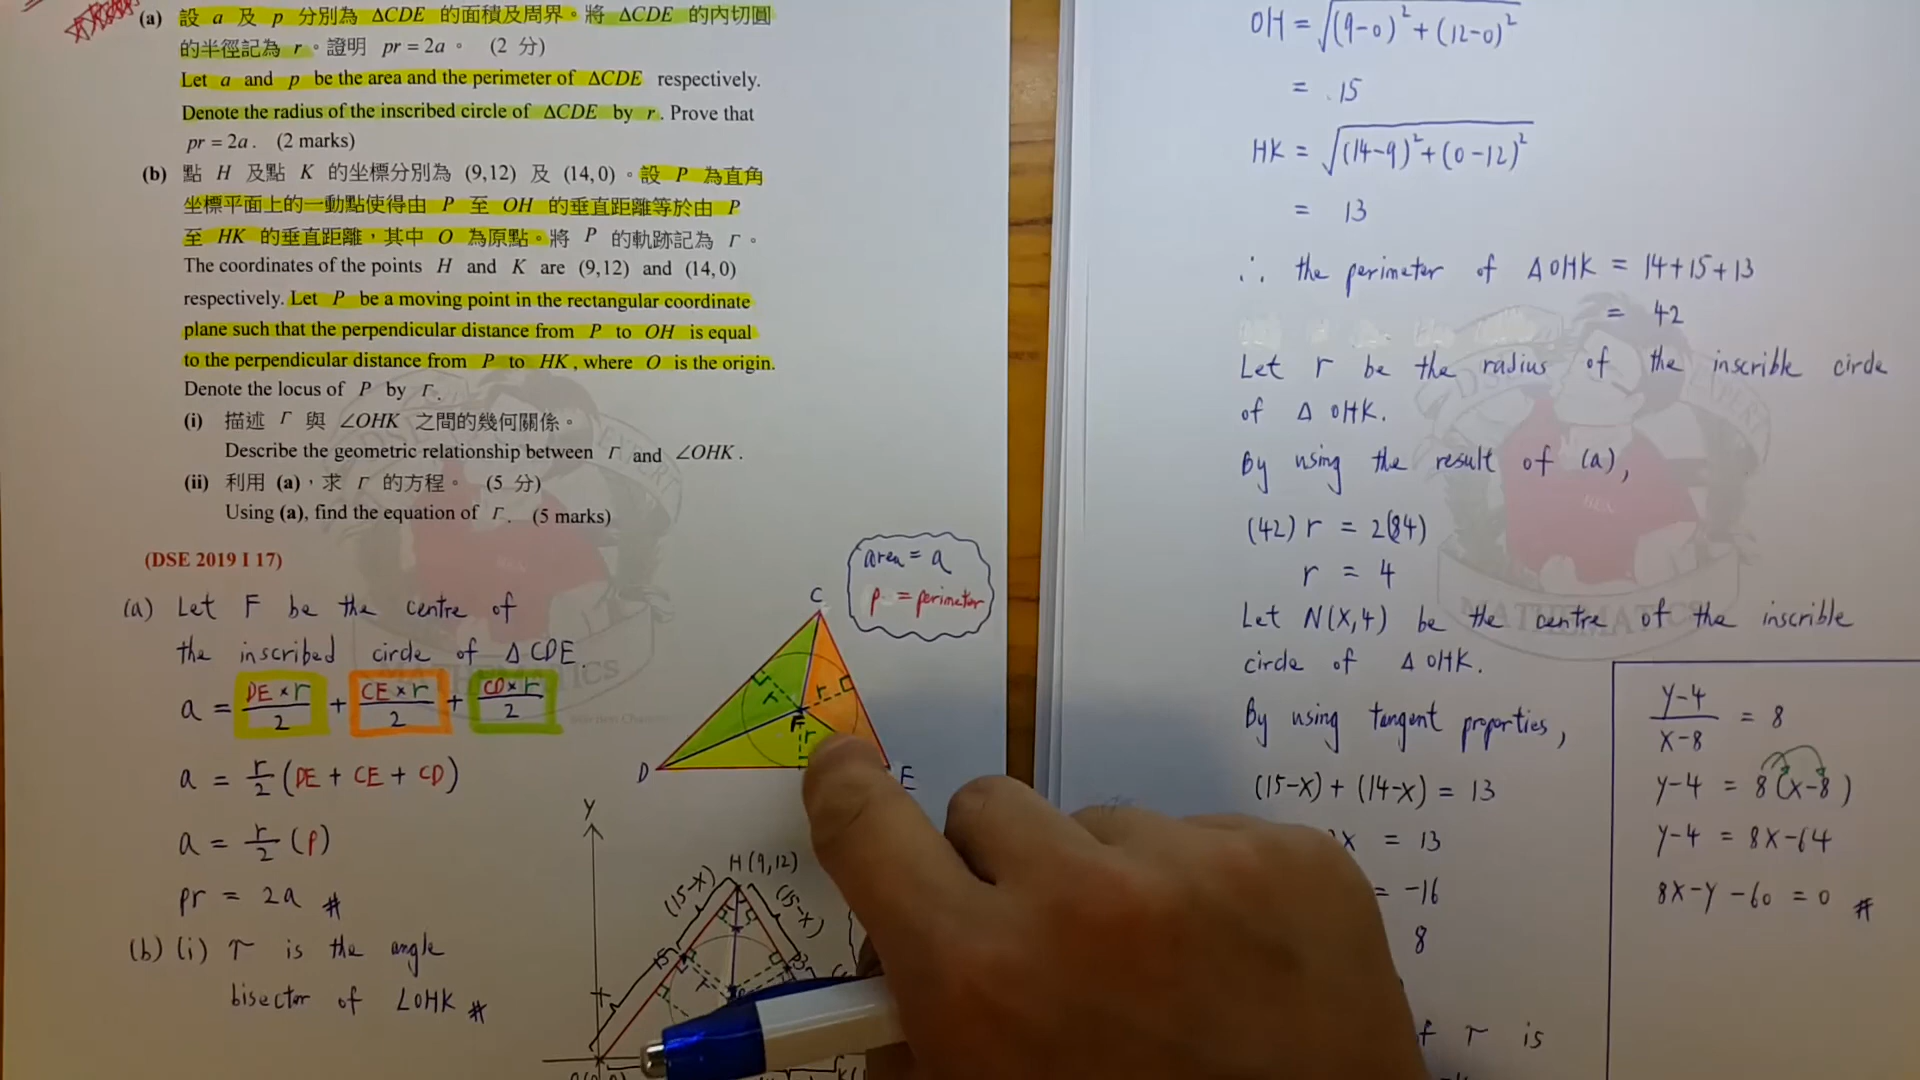 (a) 設 a 及 p 分別為 ΔCDE 的面積及周界。將 ΔCDE 的內切圓
的半徑記為 r。證明 pr = 2a。 (2 分)
Let a and p be the area and the perimeter of ΔCDE respectively.
Denote the radius of the inscribed circle of ΔCDE by r. Prove that
pr = 2a. (2 marks)
(b) 點 H 及點 K 的坐標分別為 (9,12) 及 (14,0)。設 P 為直角
坐標平面上的一動點使得由 P 至 OH 的垂直距離等於由 P
至 HK 的垂直距離，其中 O 為原點。將 P 的軌跡記為 Γ。
The coordinates of the points H and K are (9,12) and (14,0)
respectively. Let P be a moving point in the rectangular coordinate
plane such that the perpendicular distance from P to OH is equal
to the perpendicular distance from P to HK, where O is the origin.
Denote the locus of P by Γ.
(i) 描述 Γ 與 ∠OHK 之間的幾何關係。
Describe the geometric relationship between Γ and ∠OHK.
(ii) 利用 (a)，求 Γ 的方程。 (5 分)
Using (a), find the equation of Γ. (5 marks)
(DSE 2019 I 17)
(a) Let F be the centre of
the inscribed circle of Δ CDE.
a = DE×r/2 + CE×r/2 + CD×r/2
a = r/2 (DE + CE + CD)
a = r/2 (p)
pr = 2a #
(b) (i) Γ is the angle
bisector of ∠OHK #
area = a
p = perimeter
C
r r
F
r
D E
y
H(9,12)
(15-x) (15-x)
r
OH = √(9-0)² + (12-0)²
= 15
HK = √(14-9)² + (0-12)²
= 13
∴ the perimeter of Δ OHK = 14+15+13
= 42
Let r be the radius of the inscrible circle
of Δ OHK.
By using the result of (a),
(42) r = 2(84)
r = 4
Let N(x,4) be the centre of the inscrible
circle of Δ OHK.
By using tangent properties,
(15-x) + (14-x) = 13
x = 13
= -16
8
Γ is
y-4/x-8 = 8
y-4 = 8(x-8)
y-4 = 8x-64
8x-y-60 = 0 #
DSE EXPERT
MATHEMATICS